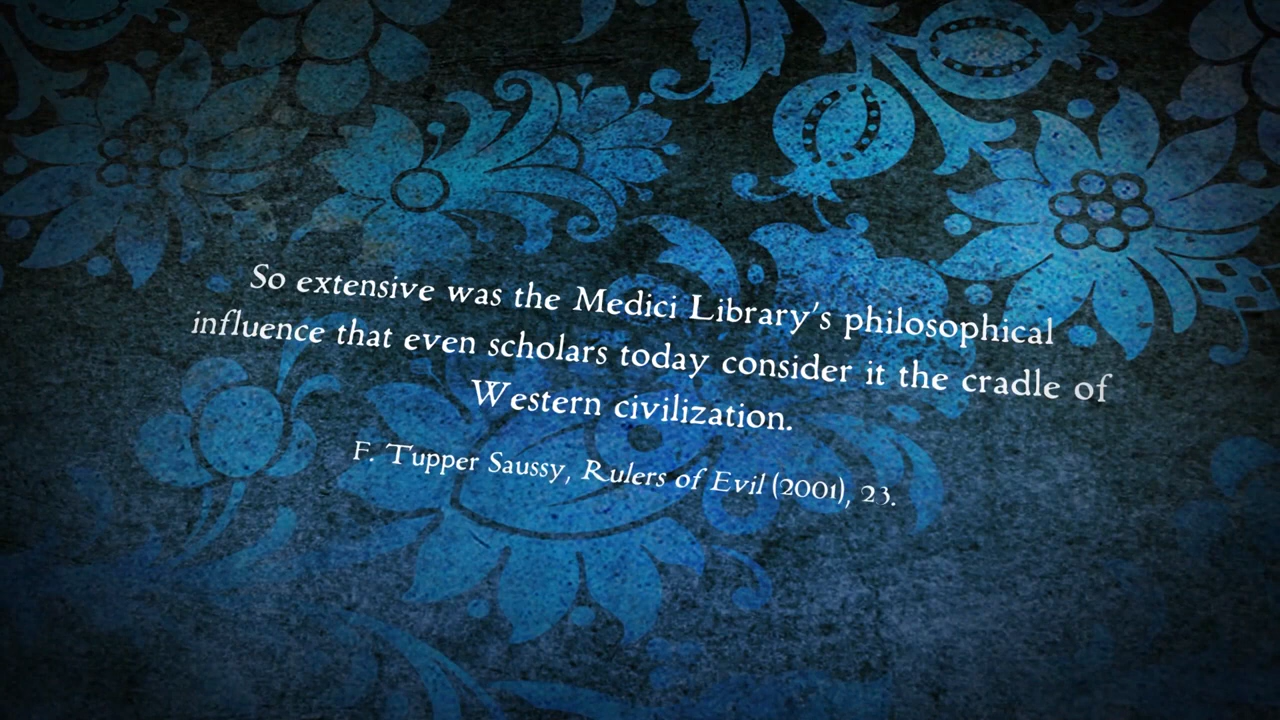 So extensive was the Medici Library's philosophical
influence that even scholars today consider it the cradle of
Western civilization.
F. Tupper Saussy, Rulers of Evil (2001), 23.